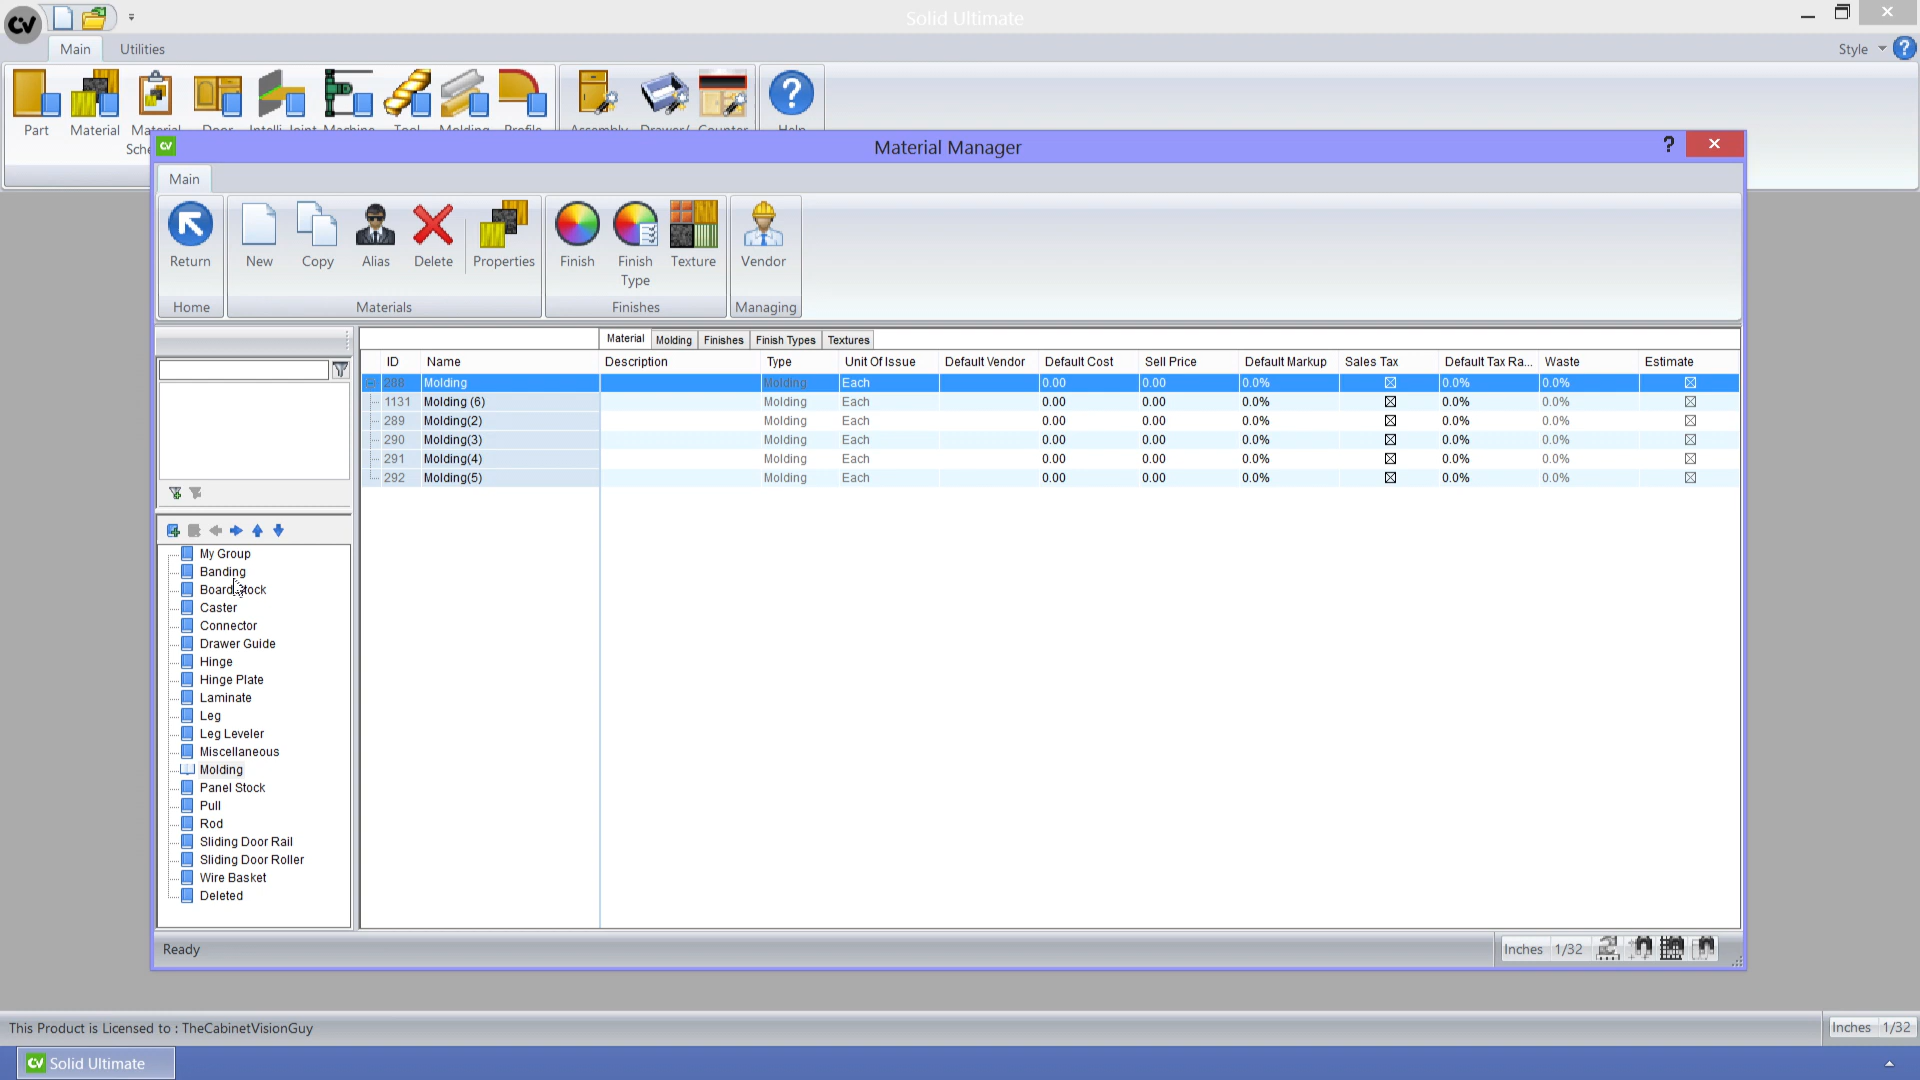 Solid Ultimate
Main Utilities Style
Part Material Material Door Intelli-Joint Machine Tool Molding Profile Assembly Drawer/ Counter Help
Sche
Material Manager
Main
Return New Copy Alias Delete Properties Finish Finish Texture Vendor
Type
Home Materials Finishes Managing
Material Molding Finishes Finish Types Textures
ID Name Description Type Unit Of Issue Default Vendor Default Cost Sell Price Default Markup Sales Tax Default Tax Ra... Waste Estimate
288 Molding Molding Each 0.00 0.00 0.0% 0.0% 0.0%
1131 Molding (6) Molding Each 0.00 0.00 0.0% 0.0% 0.0%
289 Molding(2) Molding Each 0.00 0.00 0.0% 0.0% 0.0%
290 Molding(3) Molding Each 0.00 0.00 0.0% 0.0% 0.0%
291 Molding(4) Molding Each 0.00 0.00 0.0% 0.0% 0.0%
292 Molding(5) Molding Each 0.00 0.00 0.0% 0.0% 0.0%
My Group
Banding
Board Stock
Caster
Connector
Drawer Guide
Hinge
Hinge Plate
Laminate
Leg
Leg Leveler
Miscellaneous
Molding
Panel Stock
Pull
Rod
Sliding Door Rail
Sliding Door Roller
Wire Basket
Deleted
Ready Inches 1/32
This Product is Licensed to : TheCabinetVisionGuy Inches 1/32
CV Solid Ultimate